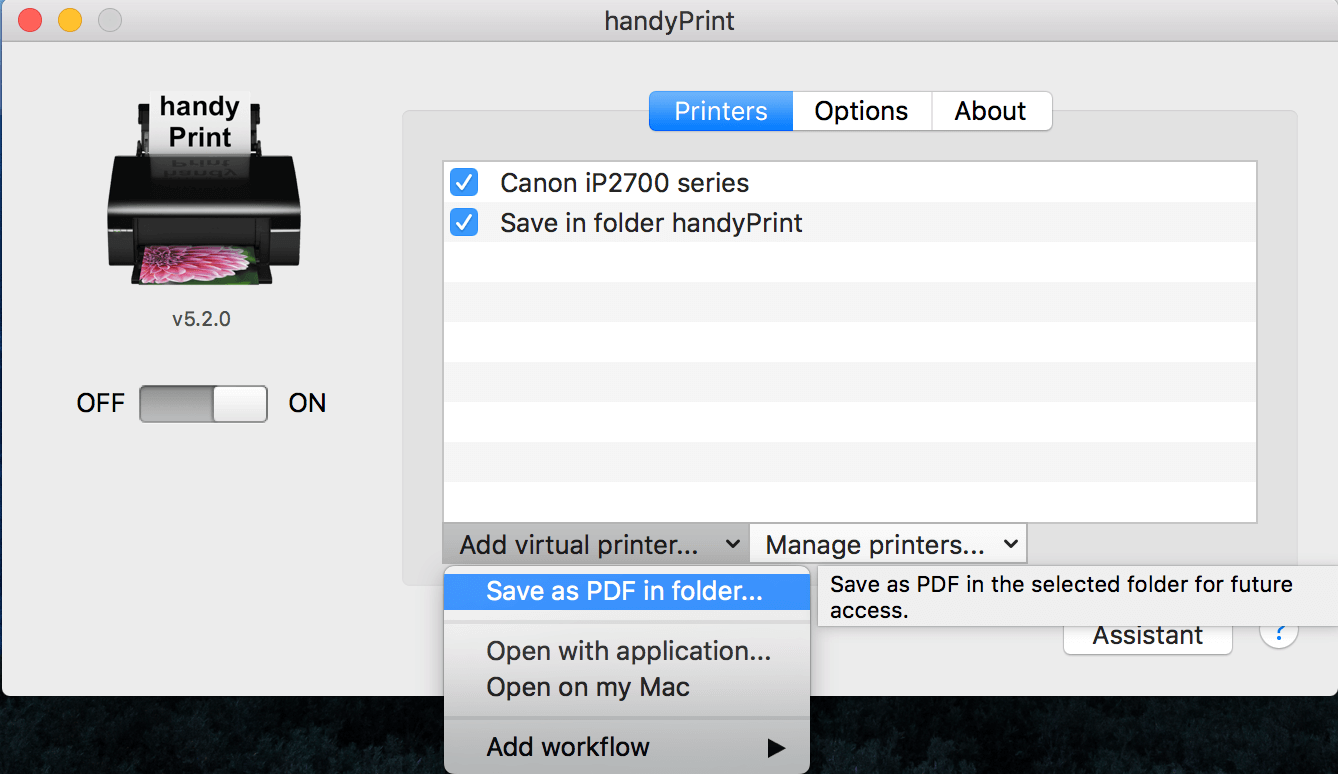 handyPrint
handy
Print
v5.2.0
OFF
ON
Printers
Options
About
Canon iP2700 series
Save in folder handyPrint
Add virtual printer...
Manage printers...
Save as PDF in folder...
Save as PDF in the selected folder for future
access.
Open with application...
Open on my Mac
Add workflow
Assistant
?